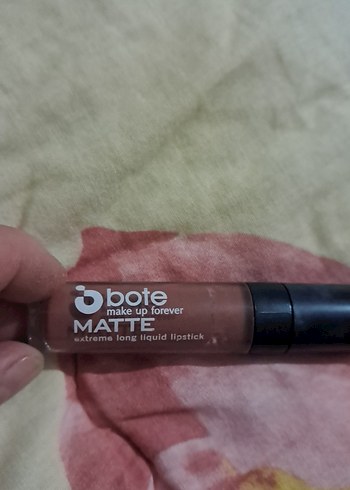 bote
make up forever
MATTE
extreme long liquid lipstick